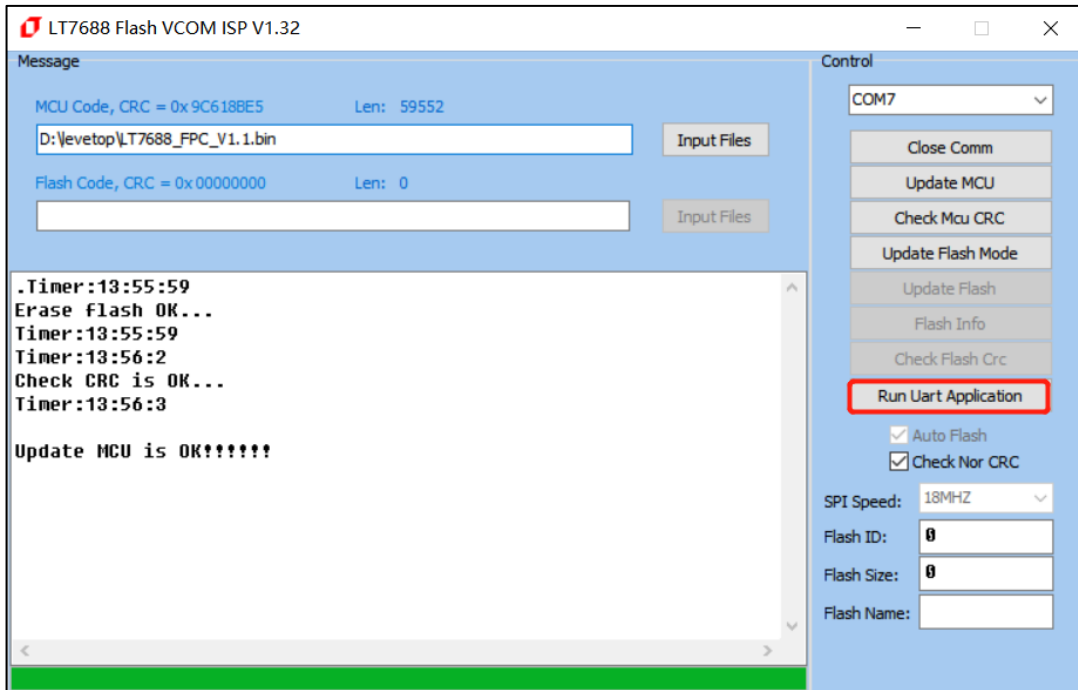 LT7688 Flash VCOM ISP V1.32
Message
MCU Code, CRC = 0x 9C618BE5 Len: 59552
D:\levetop\LT7688_FPC_V1.1.bin
Input Files
Flash Code, CRC = 0x 00000000 Len: 0
Input Files
.Timer:13:55:59
Erase flash OK...
Timer:13:55:59
Timer:13:56:2
Check CRC is OK...
Timer:13:56:3
Update MCU is OK!!!!!!
Control
COM7
Close Comm
Update MCU
Check Mcu CRC
Update Flash Mode
Update Flash
Flash Info
Check Flash Crc
Run Uart Application
Auto Flash
Check Nor CRC
SPI Speed: 18MHZ
Flash ID: 0
Flash Size: 0
Flash Name: